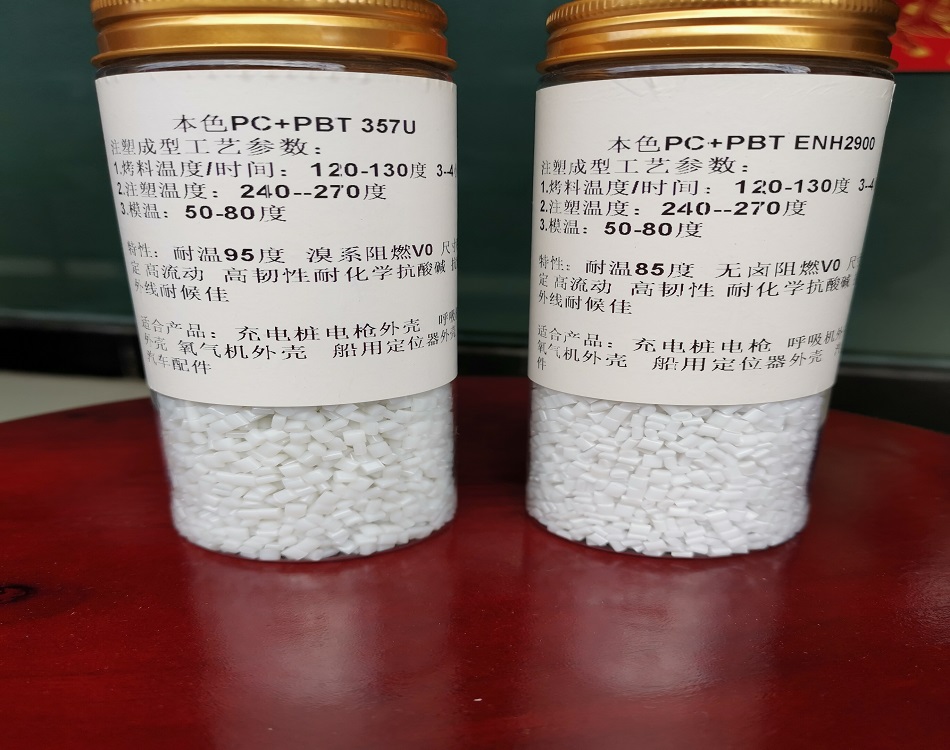 本色PC+PBT 357U
注塑成型工艺参数：
1.烤料温度/时间： 120-130度 3-4
2.注塑温度： 240--270度
3.模温：50-80度
特性： 耐温95度 溴系阻燃V0 尺寸
定 高流动 高韧性耐化学抗酸碱
外线耐候佳
适合产品： 充电桩电枪外壳 呼吸
外壳 氧气机外壳 船用定位器外壳
汽车配件
本色PC+PBT ENH2900
注塑成型工艺参数：
1.烤料温度/时间： 120-130度 3-4
2.注塑温度： 240--270度
3.模温：50-80度
特性： 耐温85度 无卤阻燃V0 尺
定 高流动 高韧性 耐化学抗酸碱
外线耐候佳
适合产品： 充电桩电枪 呼吸机外
氧气机外壳 船用定位器外壳
件